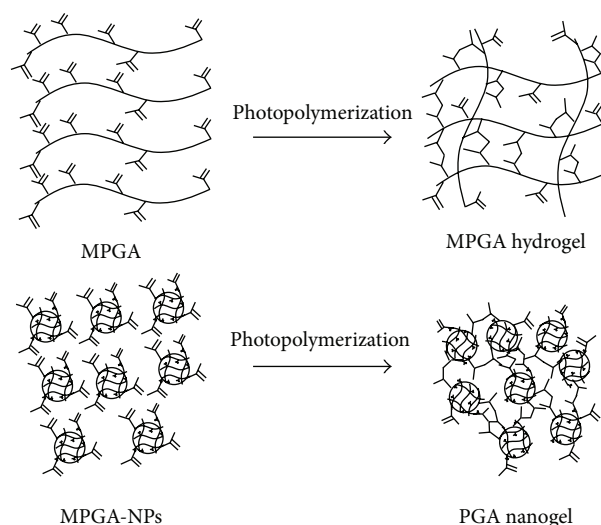 Photopolymerization
MPGA
MPGA hydrogel
Photopolymerization
MPGA-NPs
PGA nanogel